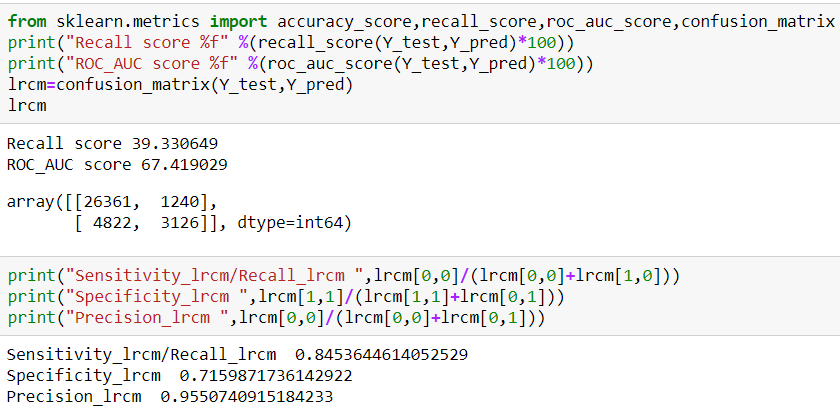 from sklearn.metrics import accuracy_score,recall_score,roc_auc_score,confusion_matrix
print("Recall score %f" %(recall_score(Y_test,Y_pred)*100))
print("ROC_AUC score %f" %(roc_auc_score(Y_test,Y_pred)*100))
lrcm=confusion_matrix(Y_test,Y_pred)
lrcm
Recall score 39.330649
ROC_AUC score 67.419029
array([[26361,  1240],
       [ 4822,  3126]], dtype=int64)
print("Sensitivity_lrcm/Recall_lrcm ",lrcm[0,0]/(lrcm[0,0]+lrcm[1,0]))
print("Specificity_lrcm ",lrcm[1,1]/(lrcm[1,1]+lrcm[0,1]))
print("Precision_lrcm ",lrcm[0,0]/(lrcm[0,0]+lrcm[0,1]))
Sensitivity_lrcm/Recall_lrcm  0.8453644614052529
Specificity_lrcm  0.7159871736142922
Precision_lrcm  0.9550740915184233